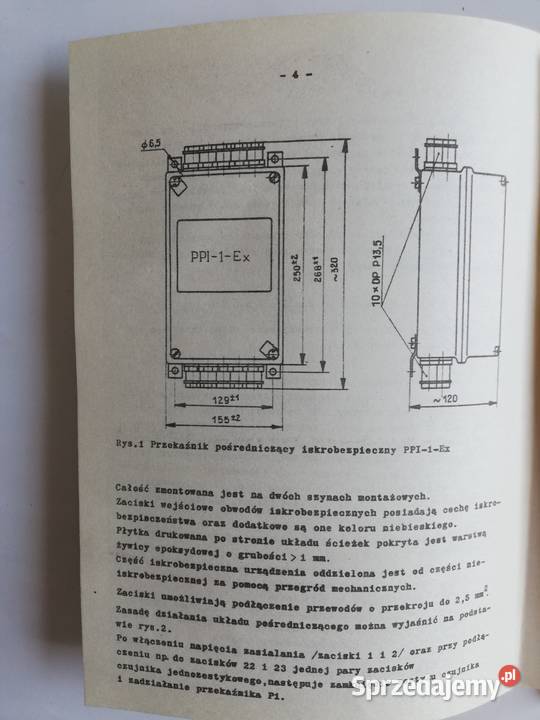 - 4 -
ø6,5
PPI-1-Ex
250±2
268±1
~320
10×DP P13,5
129±1
155±2
~120
Rys.1 Przekaźnik pośredniczący iskrobezpieczny PPI-1-Ex
Całość zmontowana jest na dwóch szynach montażowych.
Zaciski wejściowe obwodów iskrobezpiecznych posiadają cechę iskro-
bezpieczeństwa oraz dodatkowo są one koloru niebieskiego.
Płytka drukowana po stronie układu ścieżek pokryta jest warstwą
żywicy epoksydowej o grubości > 1 mm.
Część iskrobezpieczna urządzenia oddzielona jest od części nie-
iskrobezpiecznej za pomocą przegród mechanicznych.
Zaciski umożliwiają podłączenie przewodów o przekroju do 2,5 mm².
Zasadę działania układu pośredniczącego można wyjaśnić na podsta-
wie rys.2.
Po włączeniu napięcia zasialania /zaciski 1 i 2/ oraz przy podłą-
czeniu np. do zacisków 22 i 23 jednej pary zacisków
czujnika jednozestykowego, następuje czujnika
i zadziałanie przekaźnika P1.
Sprzedajemy.pl